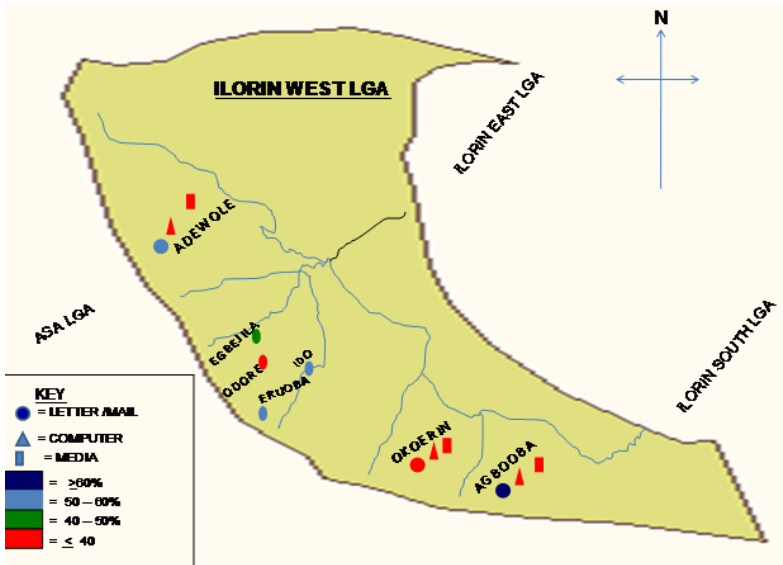 N
ILORIN WEST LGA
ILORIN EAST LGA
ADEWOLE
ASA LGA
EGBEJILA
ODORE
IDO
ERUOBA
ILORIN SOUTH LGA
OKOERIN
AGBOOBA
KEY
= LETTER /MAIL
= COMPUTER
= MEDIA
= ≥60%
= 50 – 60%
= 40 – 50%
= ≤ 40